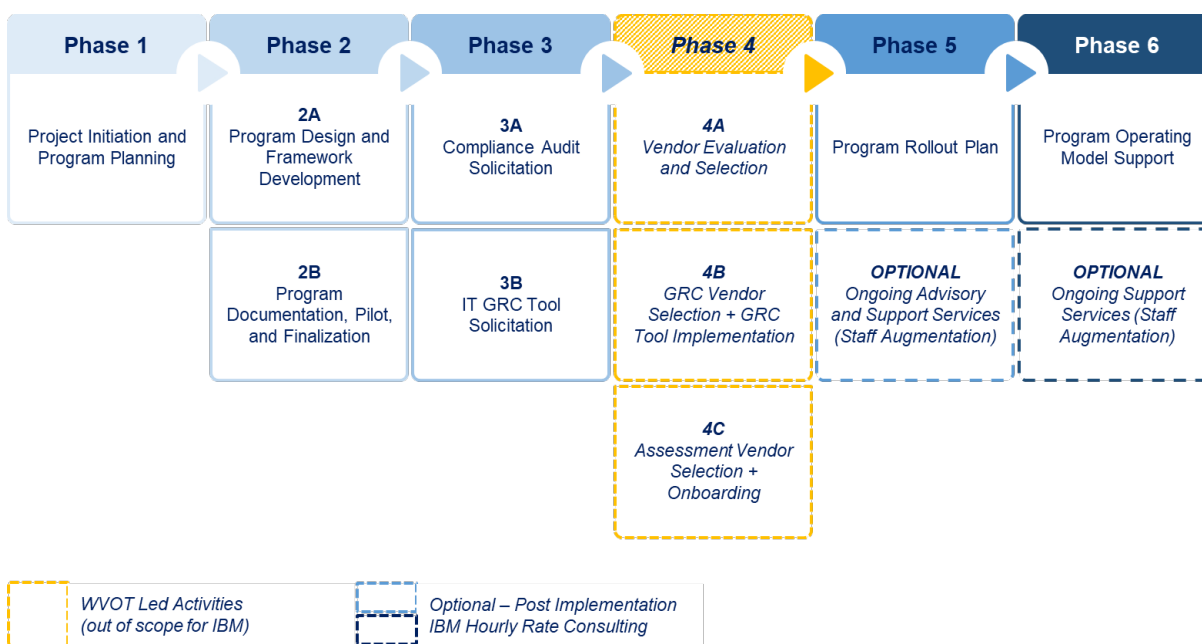 Phase 1
Phase 2
Phase 3
Phase 4
Phase 5
Phase 6
Project Initiation and
Program Planning
2A
Program Design and
Framework
Development
3A
Compliance Audit
Solicitation
4A
Vendor Evaluation
and Selection
Program Rollout Plan
Program Operating
Model Support
2B
Program
Documentation, Pilot,
and Finalization
3B
IT GRC Tool
Solicitation
4B
GRC Vendor
Selection + GRC
Tool Implementation
OPTIONAL
Ongoing Advisory
and Support Services
(Staff Augmentation)
OPTIONAL
Ongoing Support
Services (Staff
Augmentation)
4C
Assessment Vendor
Selection +
Onboarding
WVOT Led Activities
(out of scope for IBM)
Optional – Post Implementation
IBM Hourly Rate Consulting